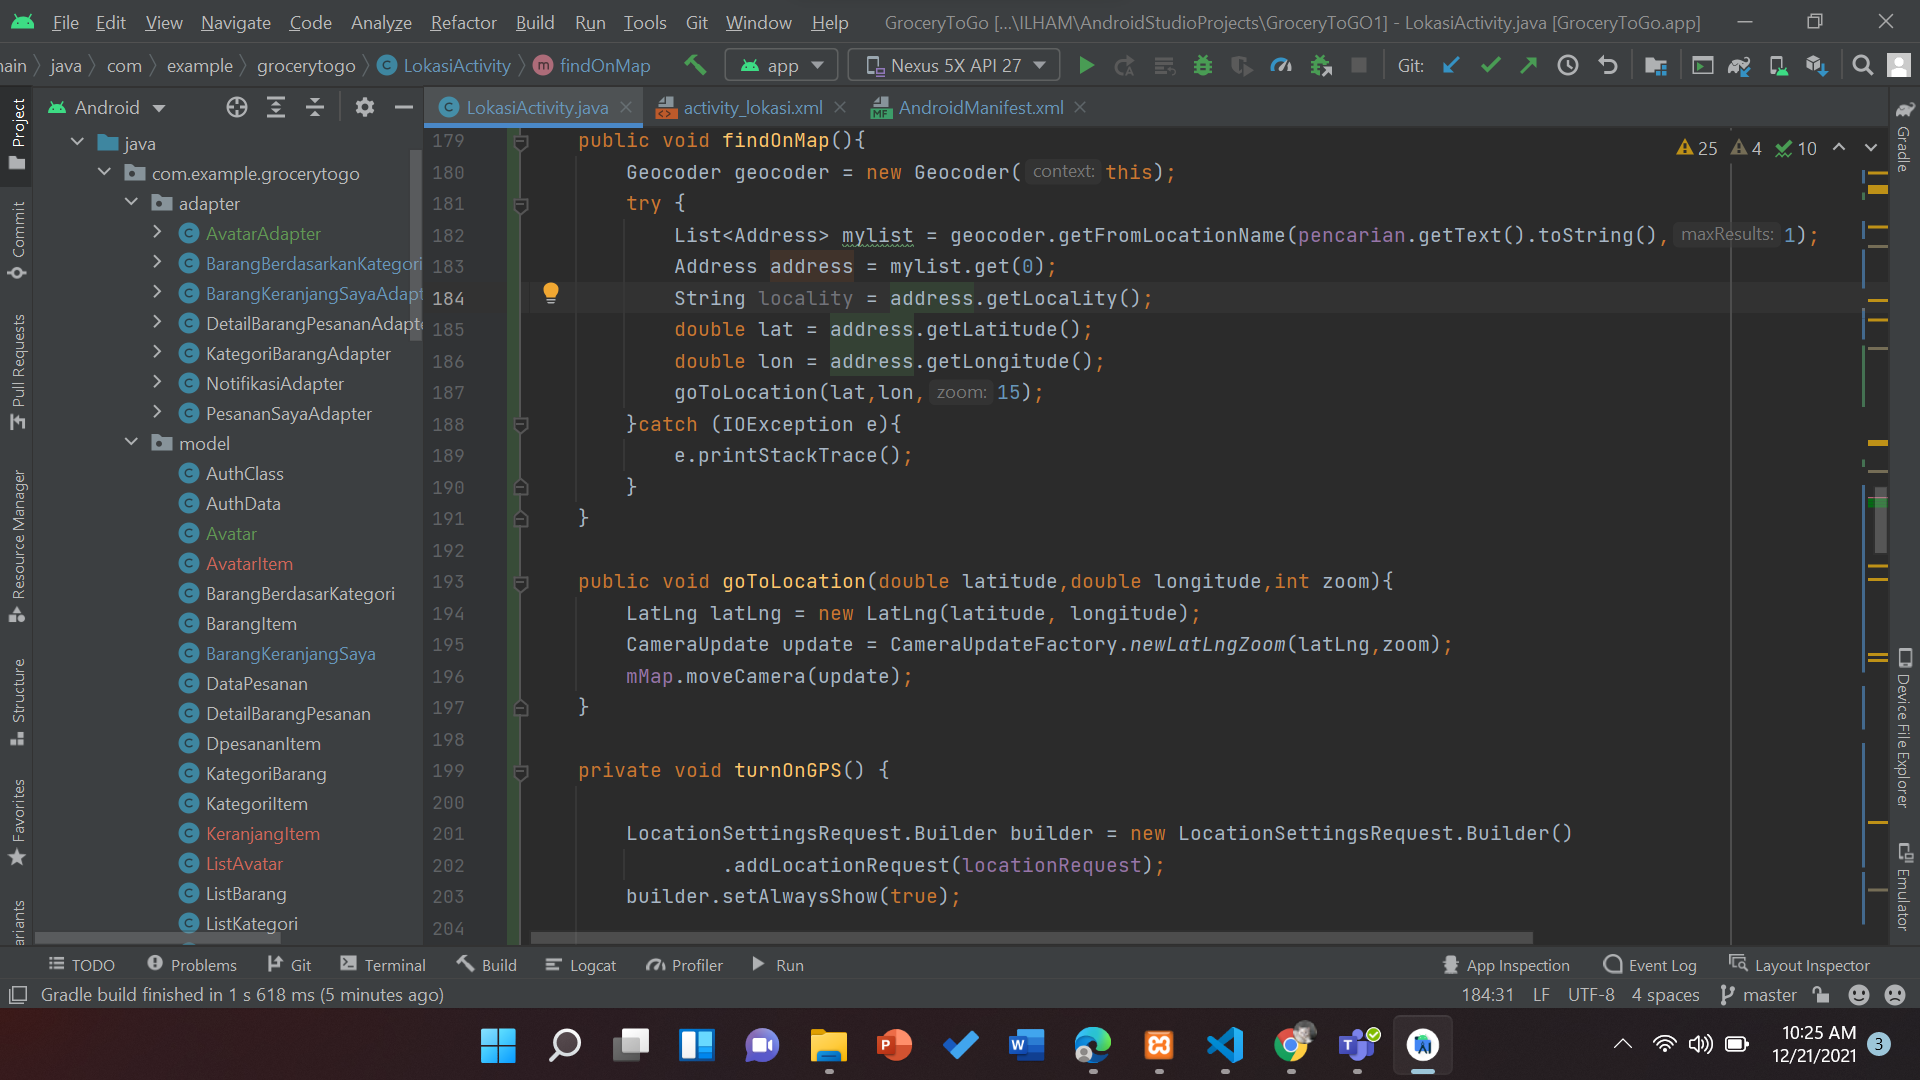 File Edit View Navigate Code Analyze Refactor Build Run Tools Git Window Help GroceryToGo [...\ILHAM\AndroidStudioProjects\GroceryToGO1] - LokasiActivity.java [GroceryToGo.app]
ain java com example grocerytogo LokasiActivity findOnMap app Nexus 5X API 27 Git:
Android LokasiActivity.java activity_lokasi.xml AndroidManifest.xml
Project
Commit
Pull Requests
Resource Manager
Structure
Favorites
ariants
java
com.example.grocerytogo
adapter
AvatarAdapter
BarangBerdasarkanKategori
BarangKeranjangSayaAdapt
DetailBarangPesananAdapte
KategoriBarangAdapter
NotifikasiAdapter
PesananSayaAdapter
model
AuthClass
AuthData
Avatar
AvatarItem
BarangBerdasarKategori
BarangItem
BarangKeranjangSaya
DataPesanan
DetailBarangPesanan
DpesananItem
KategoriBarang
KategoriItem
KeranjangItem
ListAvatar
ListBarang
ListKategori
25 4 10
179 public void findOnMap(){
180 Geocoder geocoder = new Geocoder( context: this);
181 try {
182 List<Address> mylist = geocoder.getFromLocationName(pencarian.getText().toString(), maxResults: 1);
183 Address address = mylist.get(0);
184 String locality = address.getLocality();
185 double lat = address.getLatitude();
186 double lon = address.getLongitude();
187 goToLocation(lat,lon, zoom: 15);
188 }catch (IOException e){
189 e.printStackTrace();
190 }
191 }
192
193 public void goToLocation(double latitude,double longitude,int zoom){
194 LatLng latLng = new LatLng(latitude, longitude);
195 CameraUpdate update = CameraUpdateFactory.newLatLngZoom(latLng,zoom);
196 mMap.moveCamera(update);
197 }
198
199 private void turnOnGPS() {
200
201 LocationSettingsRequest.Builder builder = new LocationSettingsRequest.Builder()
202 .addLocationRequest(locationRequest);
203 builder.setAlwaysShow(true);
204
Gradle
Device File Explorer
Emulator
TODO Problems Git Terminal Build Logcat Profiler Run App Inspection Event Log Layout Inspector
Gradle build finished in 1 s 618 ms (5 minutes ago) 184:31 LF UTF-8 4 spaces master
10:25 AM
12/21/2021 3